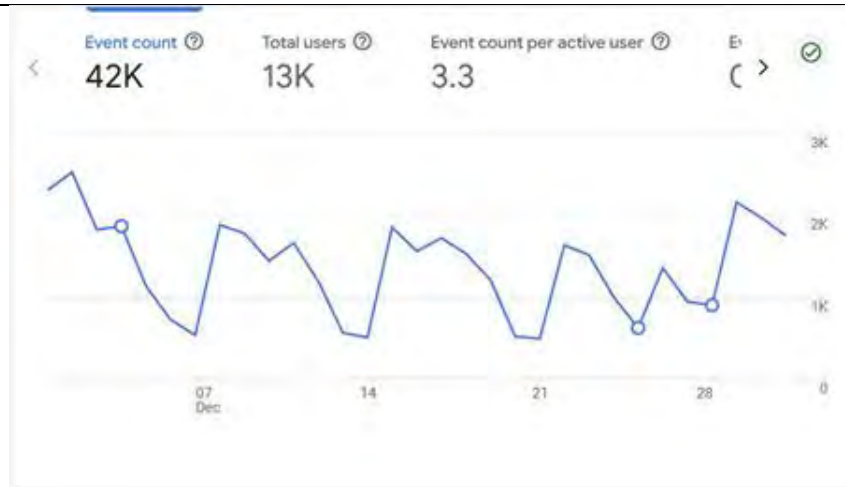 Event count Total users Event count per active user
42K 13K 3.3
3K
2K
1K
0
07 14 21 28
Dec